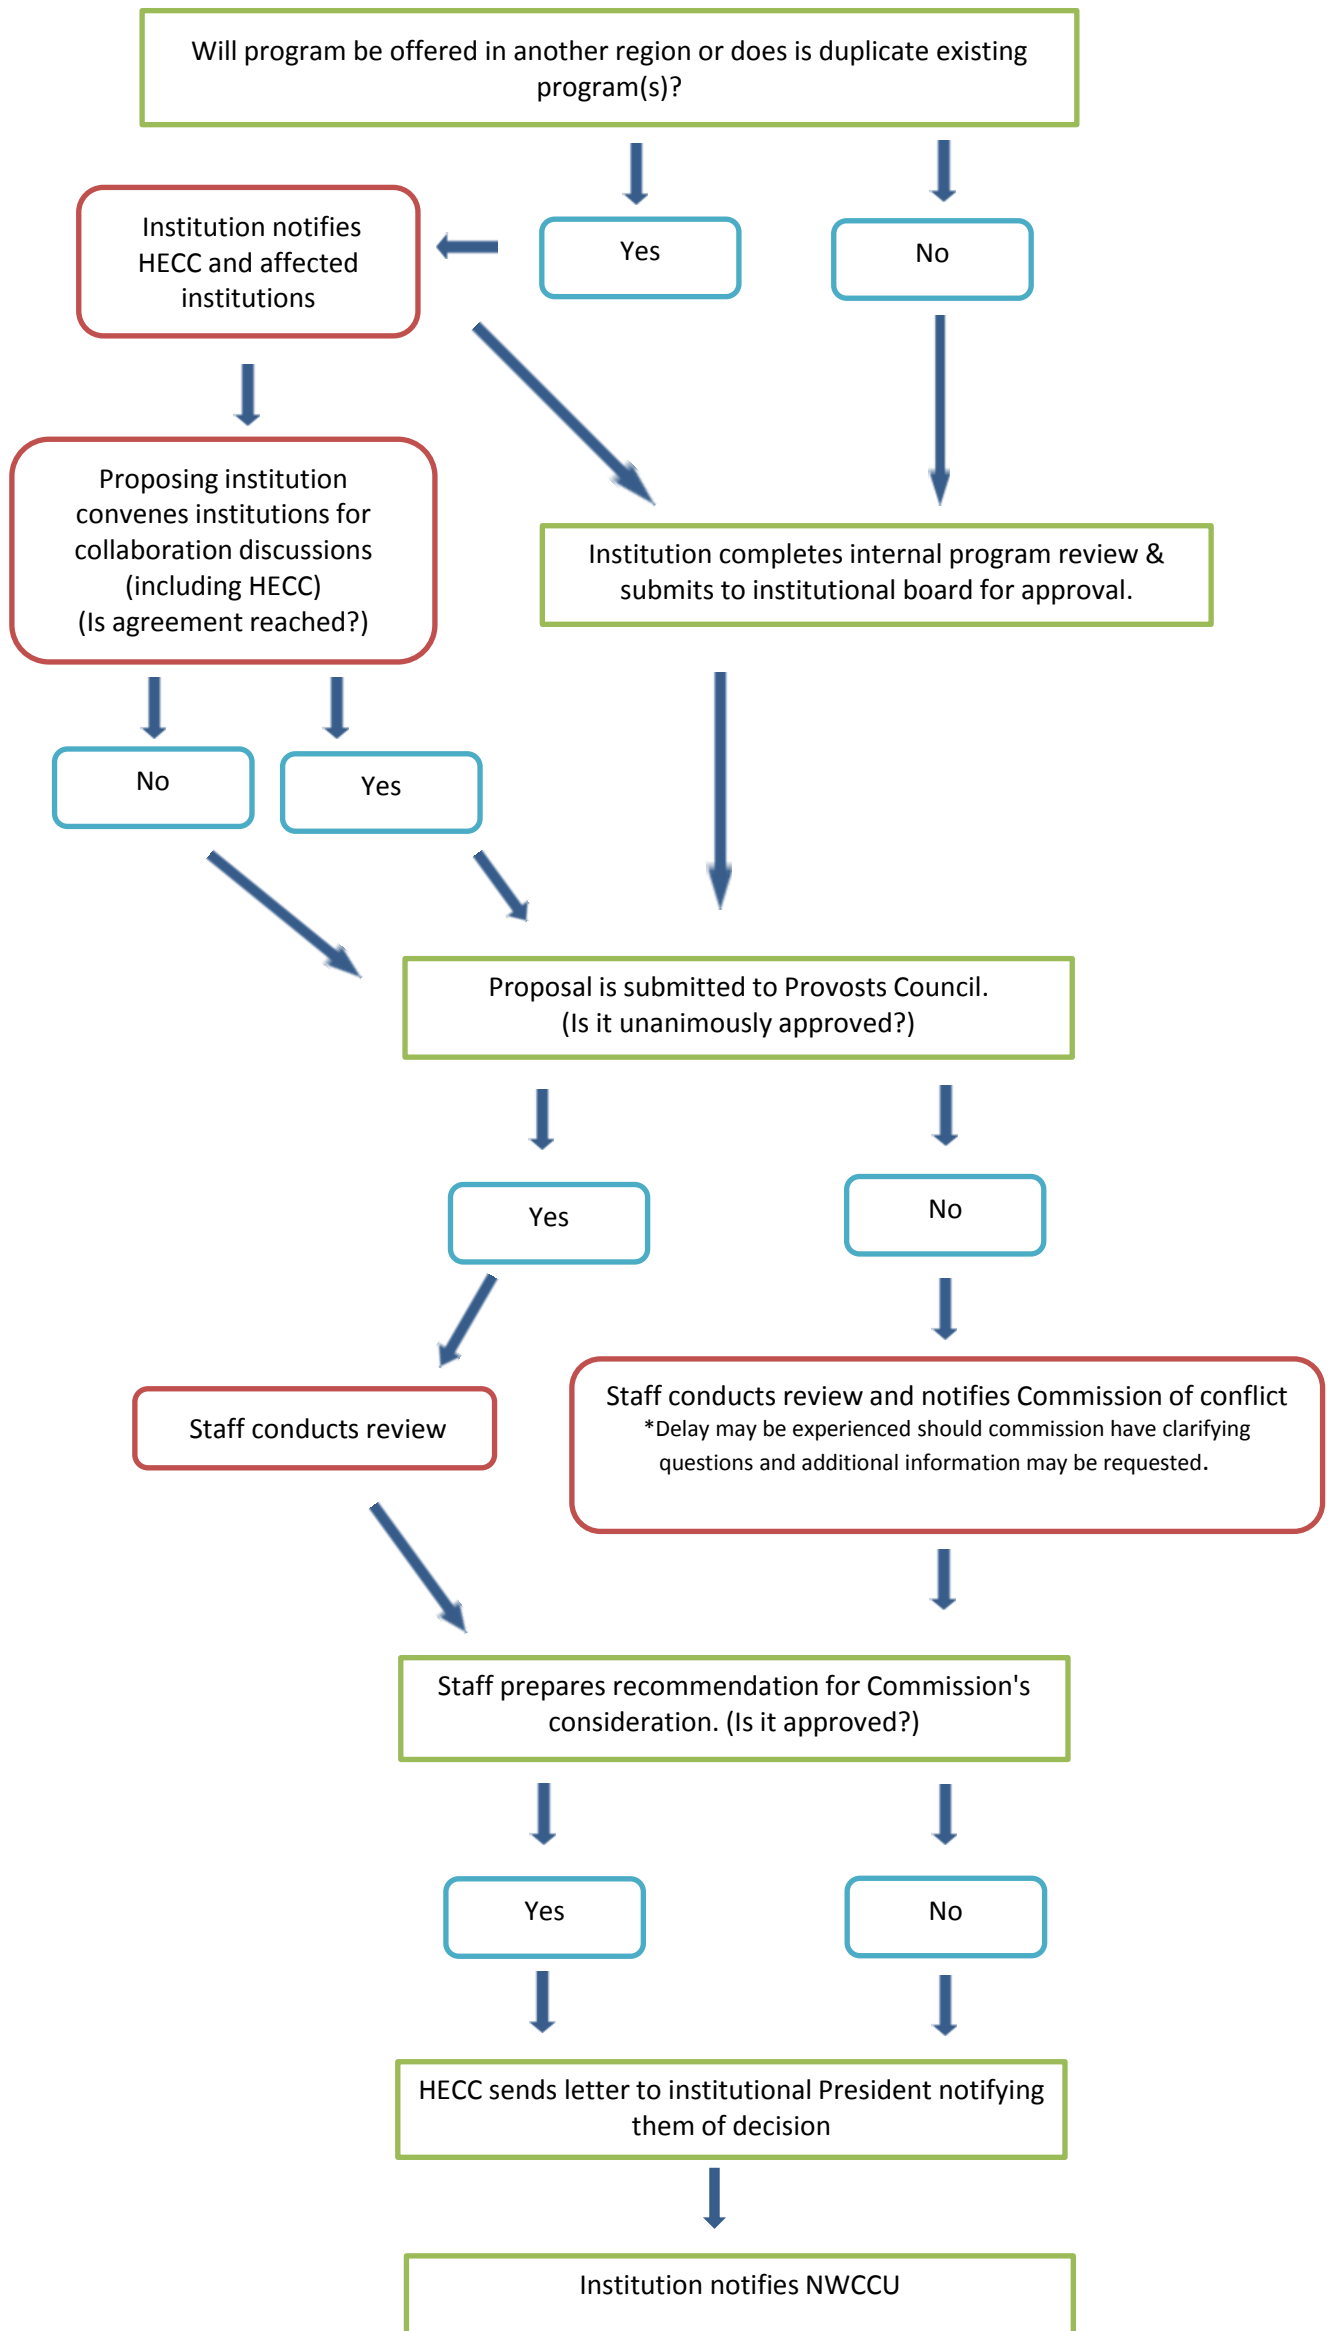 Will program be offered in another region or does is duplicate existing
program(s)?
Institution notifies
HECC and affected
institutions
Yes
No
Proposing institution
convenes institutions for
collaboration discussions
(including HECC)
(Is agreement reached?)
Institution completes internal program review &
submits to institutional board for approval.
No
Yes
Proposal is submitted to Provosts Council.
(Is it unanimously approved?)
Yes
No
Staff conducts review
Staff conducts review and notifies Commission of conflict
*Delay may be experienced should commission have clarifying
questions and additional information may be requested.
Staff prepares recommendation for Commission's
consideration. (Is it approved?)
Yes
No
HECC sends letter to institutional President notifying
them of decision
Institution notifies NWCCU